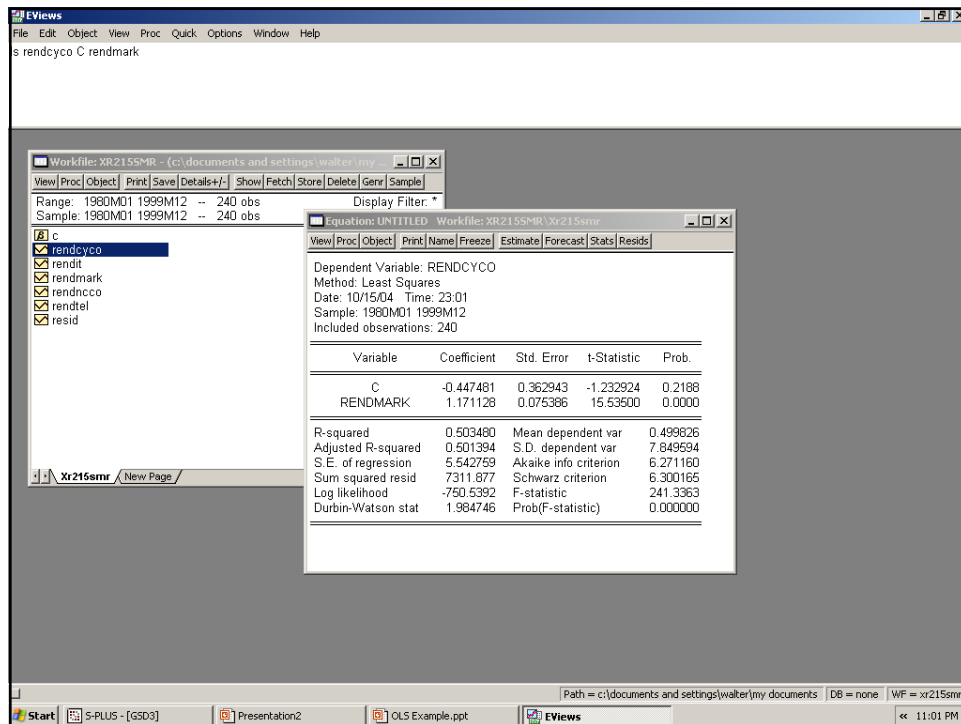 EViews
File Edit Object View Proc Quick Options Window Help
s rendcyco C rendmark
Workfile: XR215SMR - (c:\documents and settings\walter\my ...
View Proc Object Print Save Details+/- Show Fetch Store Delete Genr Sample
Range: 1980M01 1999M12 -- 240 obs Display Filter: *
Sample: 1980M01 1999M12 -- 240 obs
β c
rendcyco
rendit
rendmark
rendncco
rendtel
resid
Xr215smr New Page
Equation: UNTITLED Workfile: XR215SMR\Xr215smr
View Proc Object Print Name Freeze Estimate Forecast Stats Resids
Dependent Variable: RENDCYCO
Method: Least Squares
Date: 10/15/04 Time: 23:01
Sample: 1980M01 1999M12
Included observations: 240
Variable Coefficient Std. Error t-Statistic Prob.
C -0.447481 0.362943 -1.232924 0.2188
RENDMARK 1.171128 0.075386 15.53500 0.0000
R-squared 0.503480 Mean dependent var 0.499826
Adjusted R-squared 0.501394 S.D. dependent var 7.849594
S.E. of regression 5.542759 Akaike info criterion 6.271160
Sum squared resid 7311.877 Schwarz criterion 6.300165
Log likelihood -750.5392 F-statistic 241.3363
Durbin-Watson stat 1.984746 Prob(F-statistic) 0.000000
Path = c:\documents and settings\walter\my documents DB = none WF = xr215smr
Start S-PLUS - [GSD3] Presentation2 OLS Example.ppt EViews « 11:01 PM